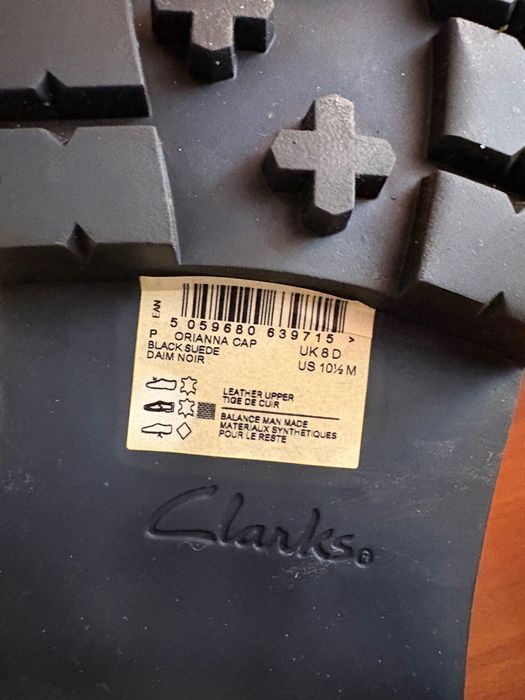 EAN
5 059680 639715 >
P ORIANNA CAP UK 8 D
BLACK SUEDE US 10½ M
DAIM NOIR
LEATHER UPPER
TIGE DE CUIR
BALANCE MAN MADE
MATERIAUX SYNTHETIQUES
POUR LE RESTE
Clarks®